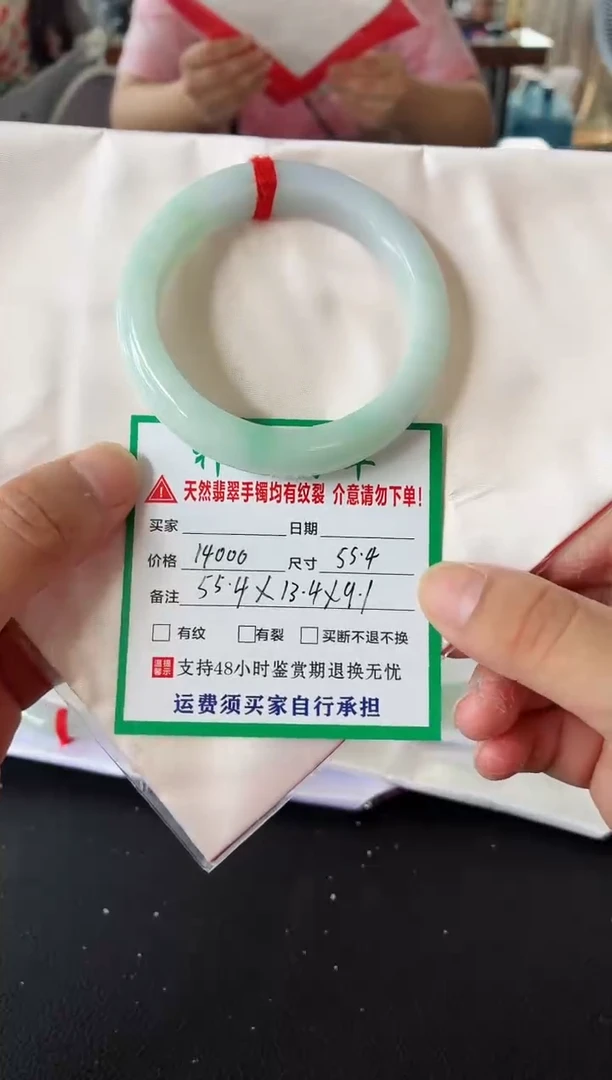 天然翡翠手镯均有纹裂 介意请勿下单!
买家 日期
价格 14000 尺寸 55.4
备注 55.4X13.4X9.1
有纹 有裂 买断不退不换
温馨提示 支持48小时鉴赏期退换无忧
运费须买家自行承担